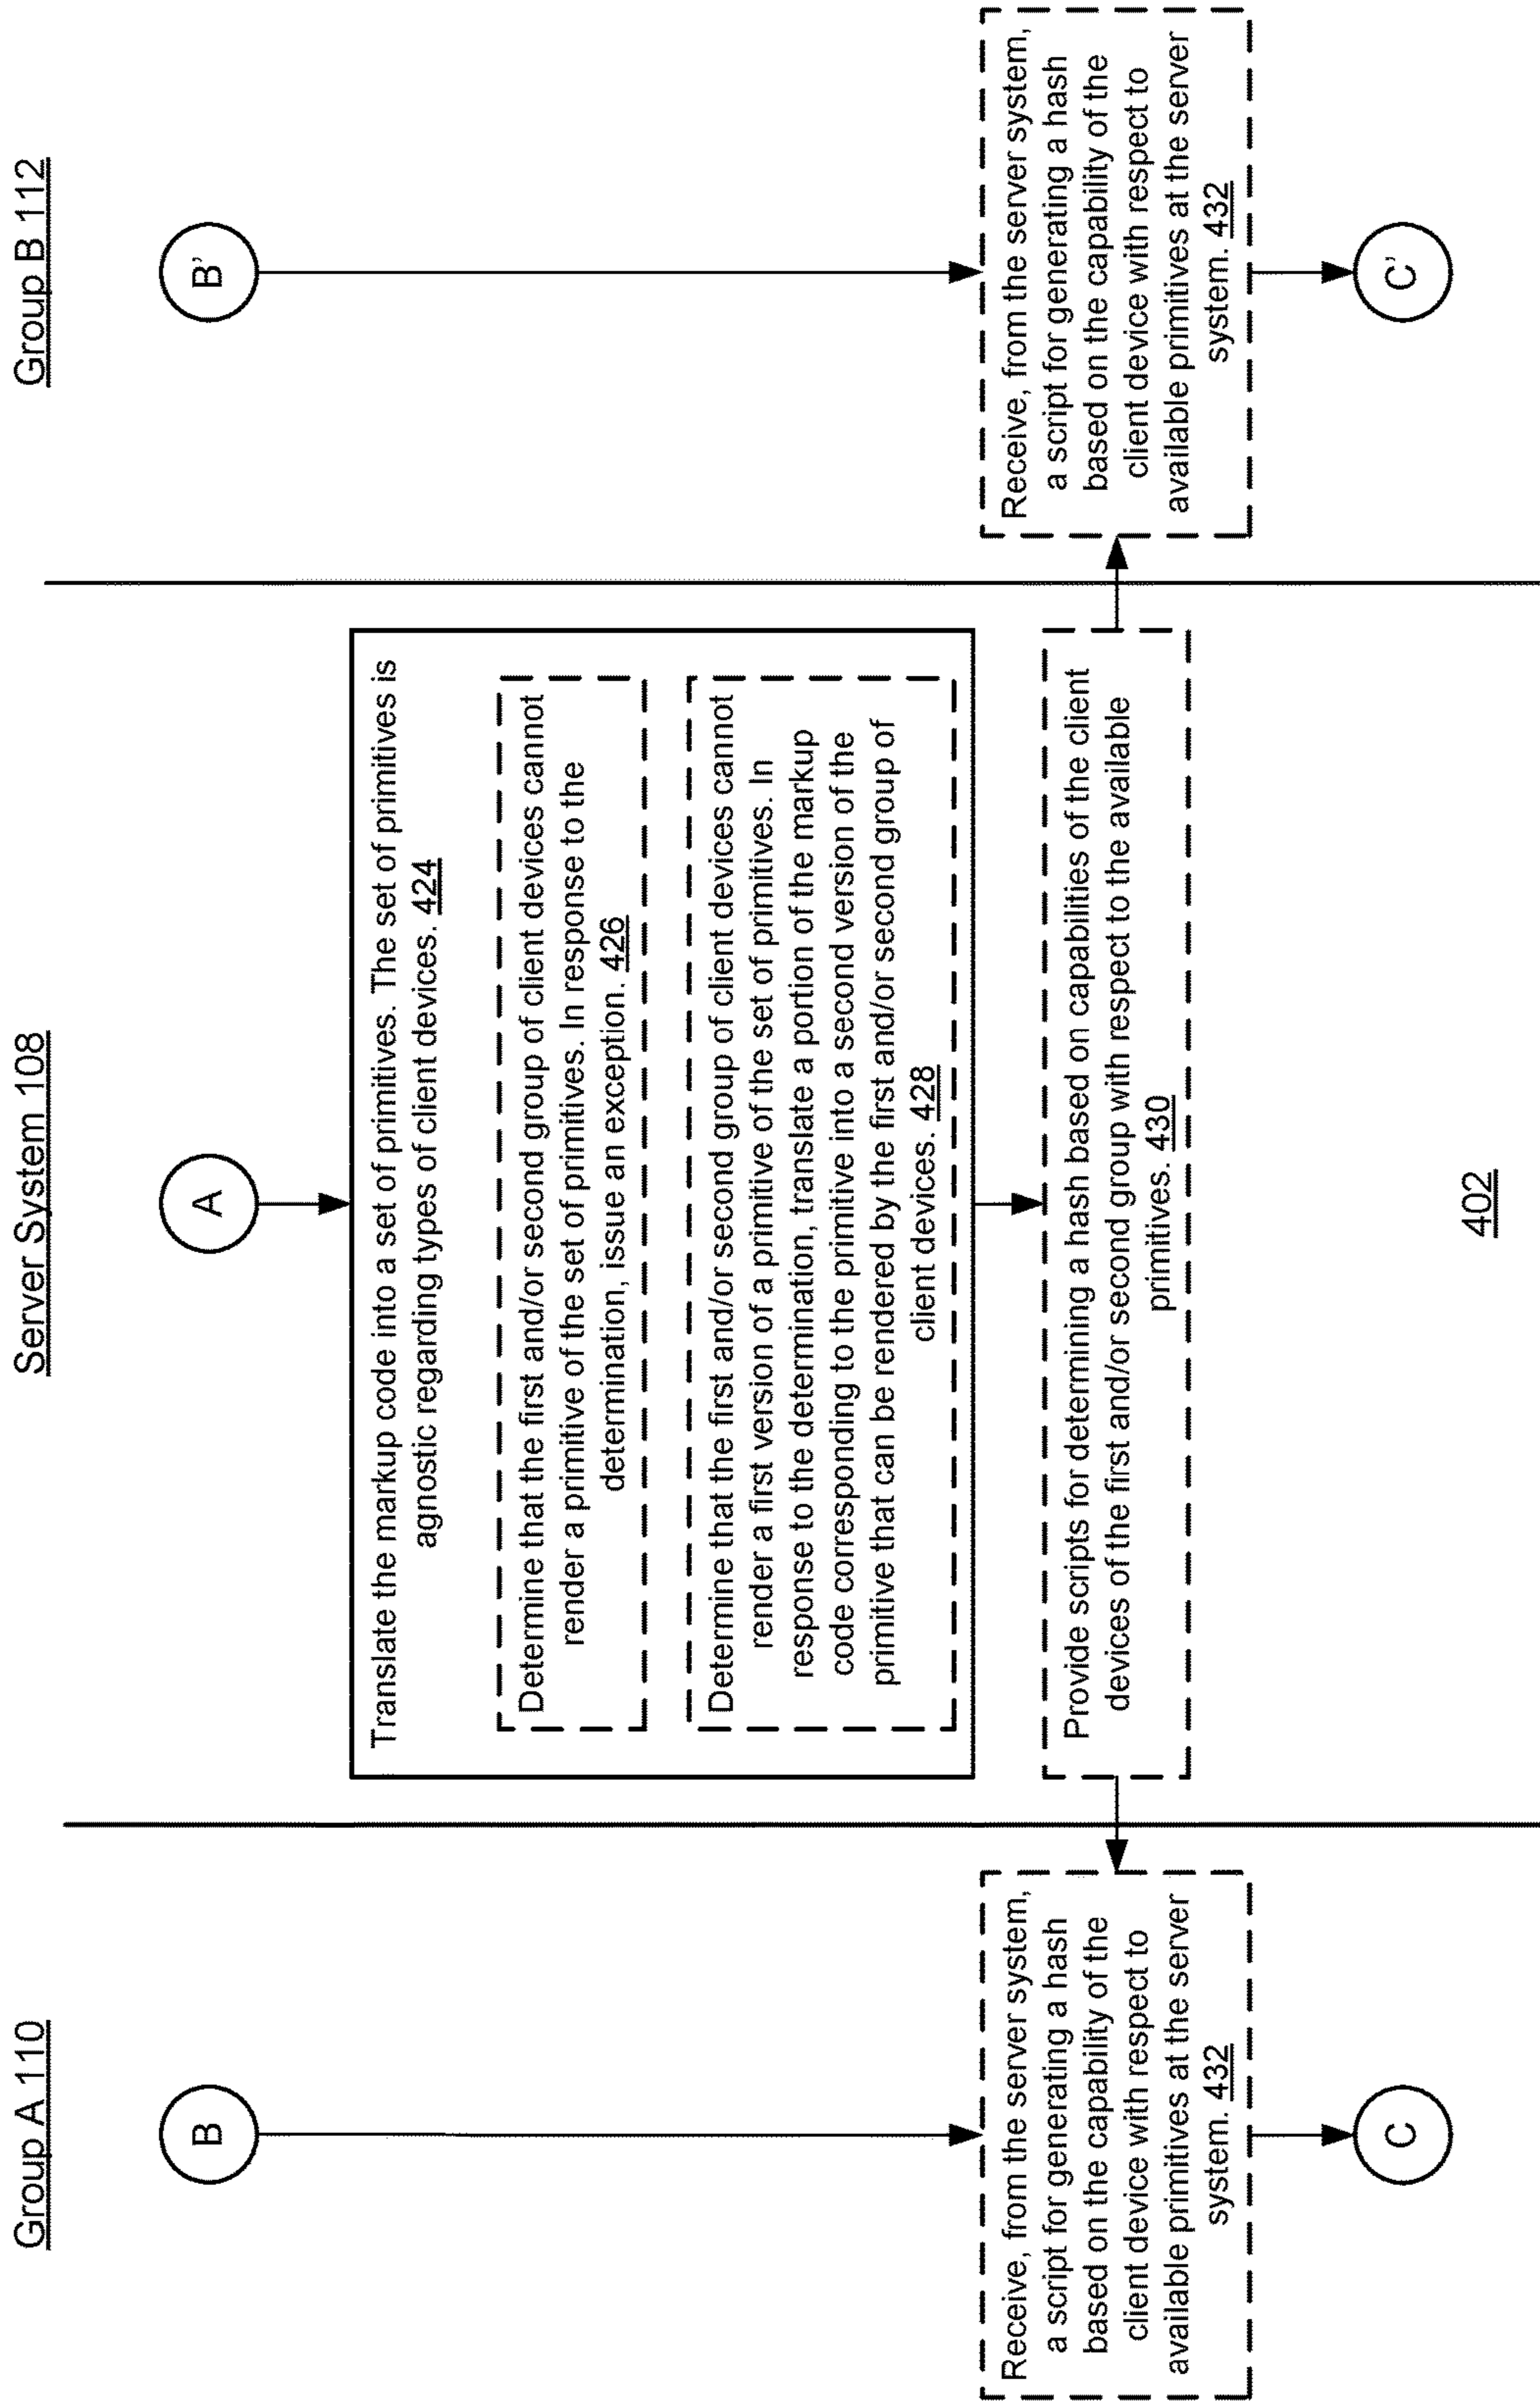 Group A 110
Server System 108
Group B 112
B
A
B'
Translate the markup code into a set of primitives. The set of primitives is
agnostic regarding types of client devices. 424
Determine that the first and/or second group of client devices cannot
render a primitive of the set of primitives. In response to the
determination, issue an exception. 426
Determine that the first and/or second group of client devices cannot
render a first version of a primitive of the set of primitives. In
response to the determination, translate a portion of the markup
code corresponding to the primitive into a second version of the
primitive that can be rendered by the first and/or second group of
client devices. 428
Receive, from the server system,
a script for generating a hash
based on the capability of the
client device with respect to
available primitives at the server
system. 432
Provide scripts for determining a hash based on capabilities of the client
devices of the first and/or second group with respect to the available
primitives. 430
Receive, from the server system,
a script for generating a hash
based on the capability of the
client device with respect to
available primitives at the server
system. 432
C
C'
402